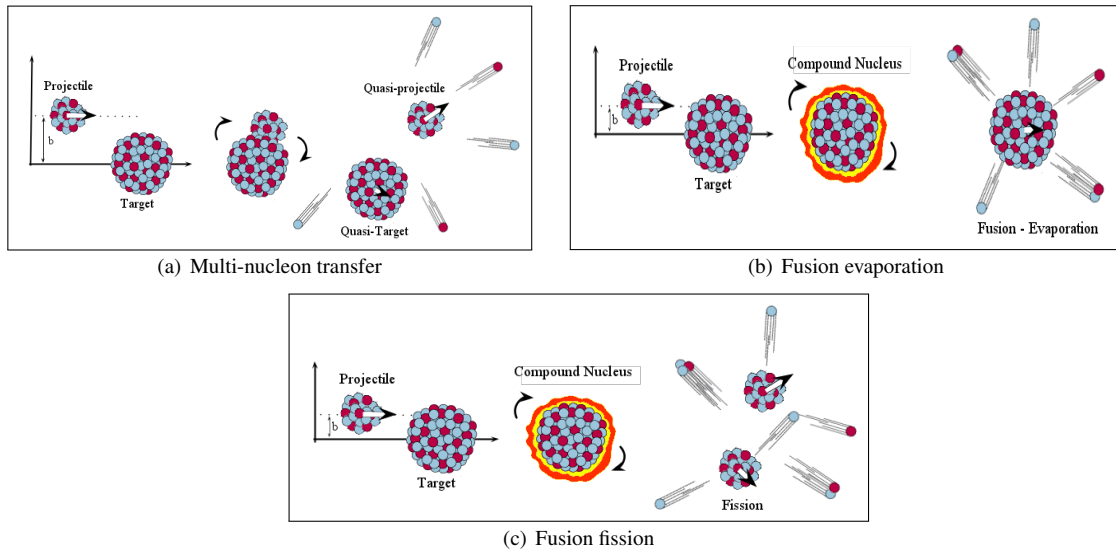 Projectile
b
Target
Quasi-projectile
Quasi-Target
(a) Multi-nucleon transfer
Projectile
b
Target
Compound Nucleus
Fusion - Evaporation
(b) Fusion evaporation
Projectile
b
Target
Compound Nucleus
Fission
(c) Fusion fission